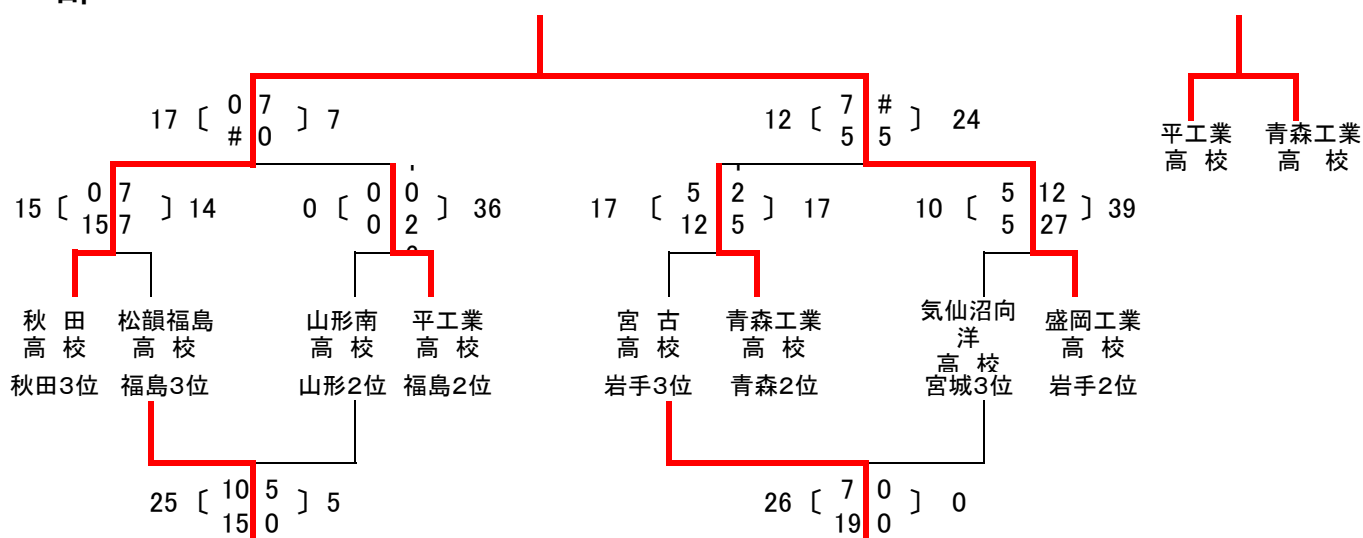 17 〔 0 7 〕 7
# 0
12 〔 7 # 〕 24
5 5
平工業 青森工業
高 校 高 校
15 〔 0 7 〕 14
15 7
0 〔 0 0 〕 36
0 2
17 〔 5 2 〕 17
12 5
10 〔 5 12 〕 39
5 27
秋 田
高 校
秋田3位
松韻福島
高 校
福島3位
山形南
高 校
山形2位
平工業
高 校
福島2位
宮 古
高 校
岩手3位
青森工業
高 校
青森2位
気仙沼向
洋
高 校
宮城3位
盛岡工業
高 校
岩手2位
25 〔 10 5 〕 5
15 0
26 〔 7 0 〕 0
19 0